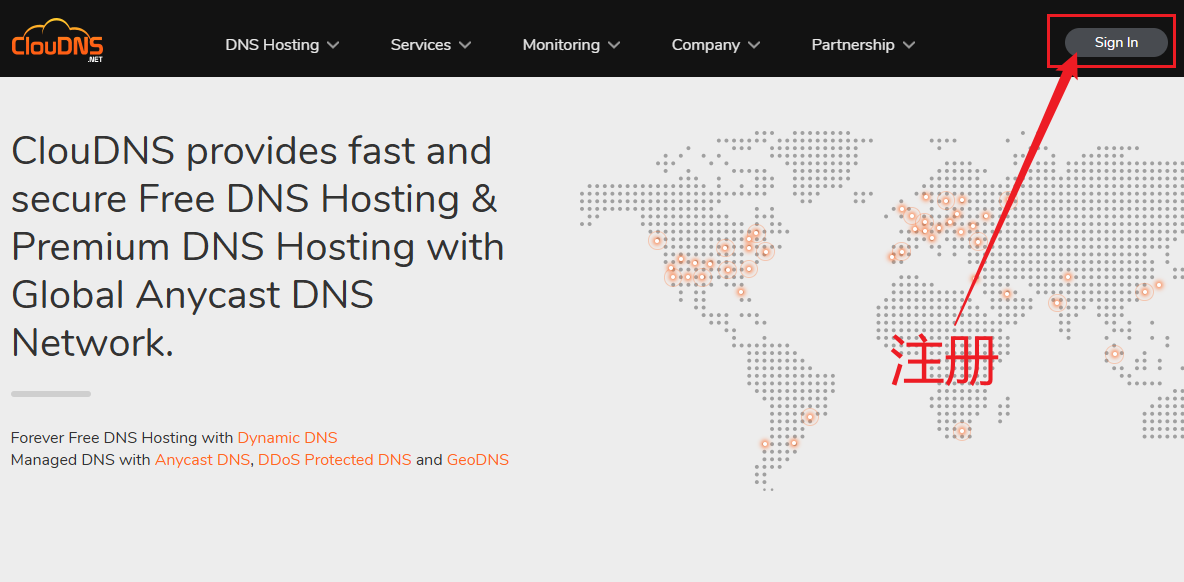 ClouDNS
.NET
DNS Hosting
Services
Monitoring
Company
Partnership
Sign In
ClouDNS provides fast and
secure Free DNS Hosting &
Premium DNS Hosting with
Global Anycast DNS
Network.
注册
Forever Free DNS Hosting with Dynamic DNS
Managed DNS with Anycast DNS, DDoS Protected DNS and GeoDNS